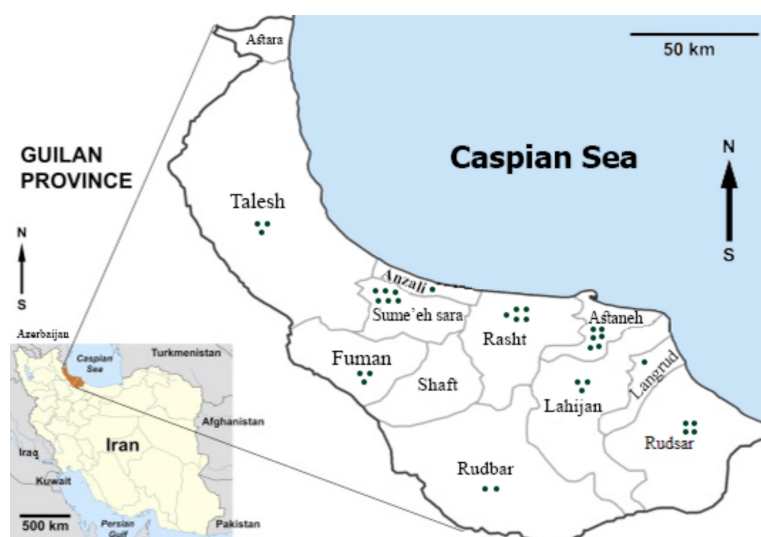 Astara
50 km
GUILAN
PROVINCE
Caspian Sea
N
S
N
S
Talesh
Anzali
Sume'eh sara
Rasht
Astaneh
Fuman
Shaft
Lahijan
Langrud
Rudbar
Rudsar
Azerbaijan
Caspian
Sea
Turkmenistan
Iran
Afghanistan
Iraq
Kuwait
500 km
Persian
Gulf
Pakistan